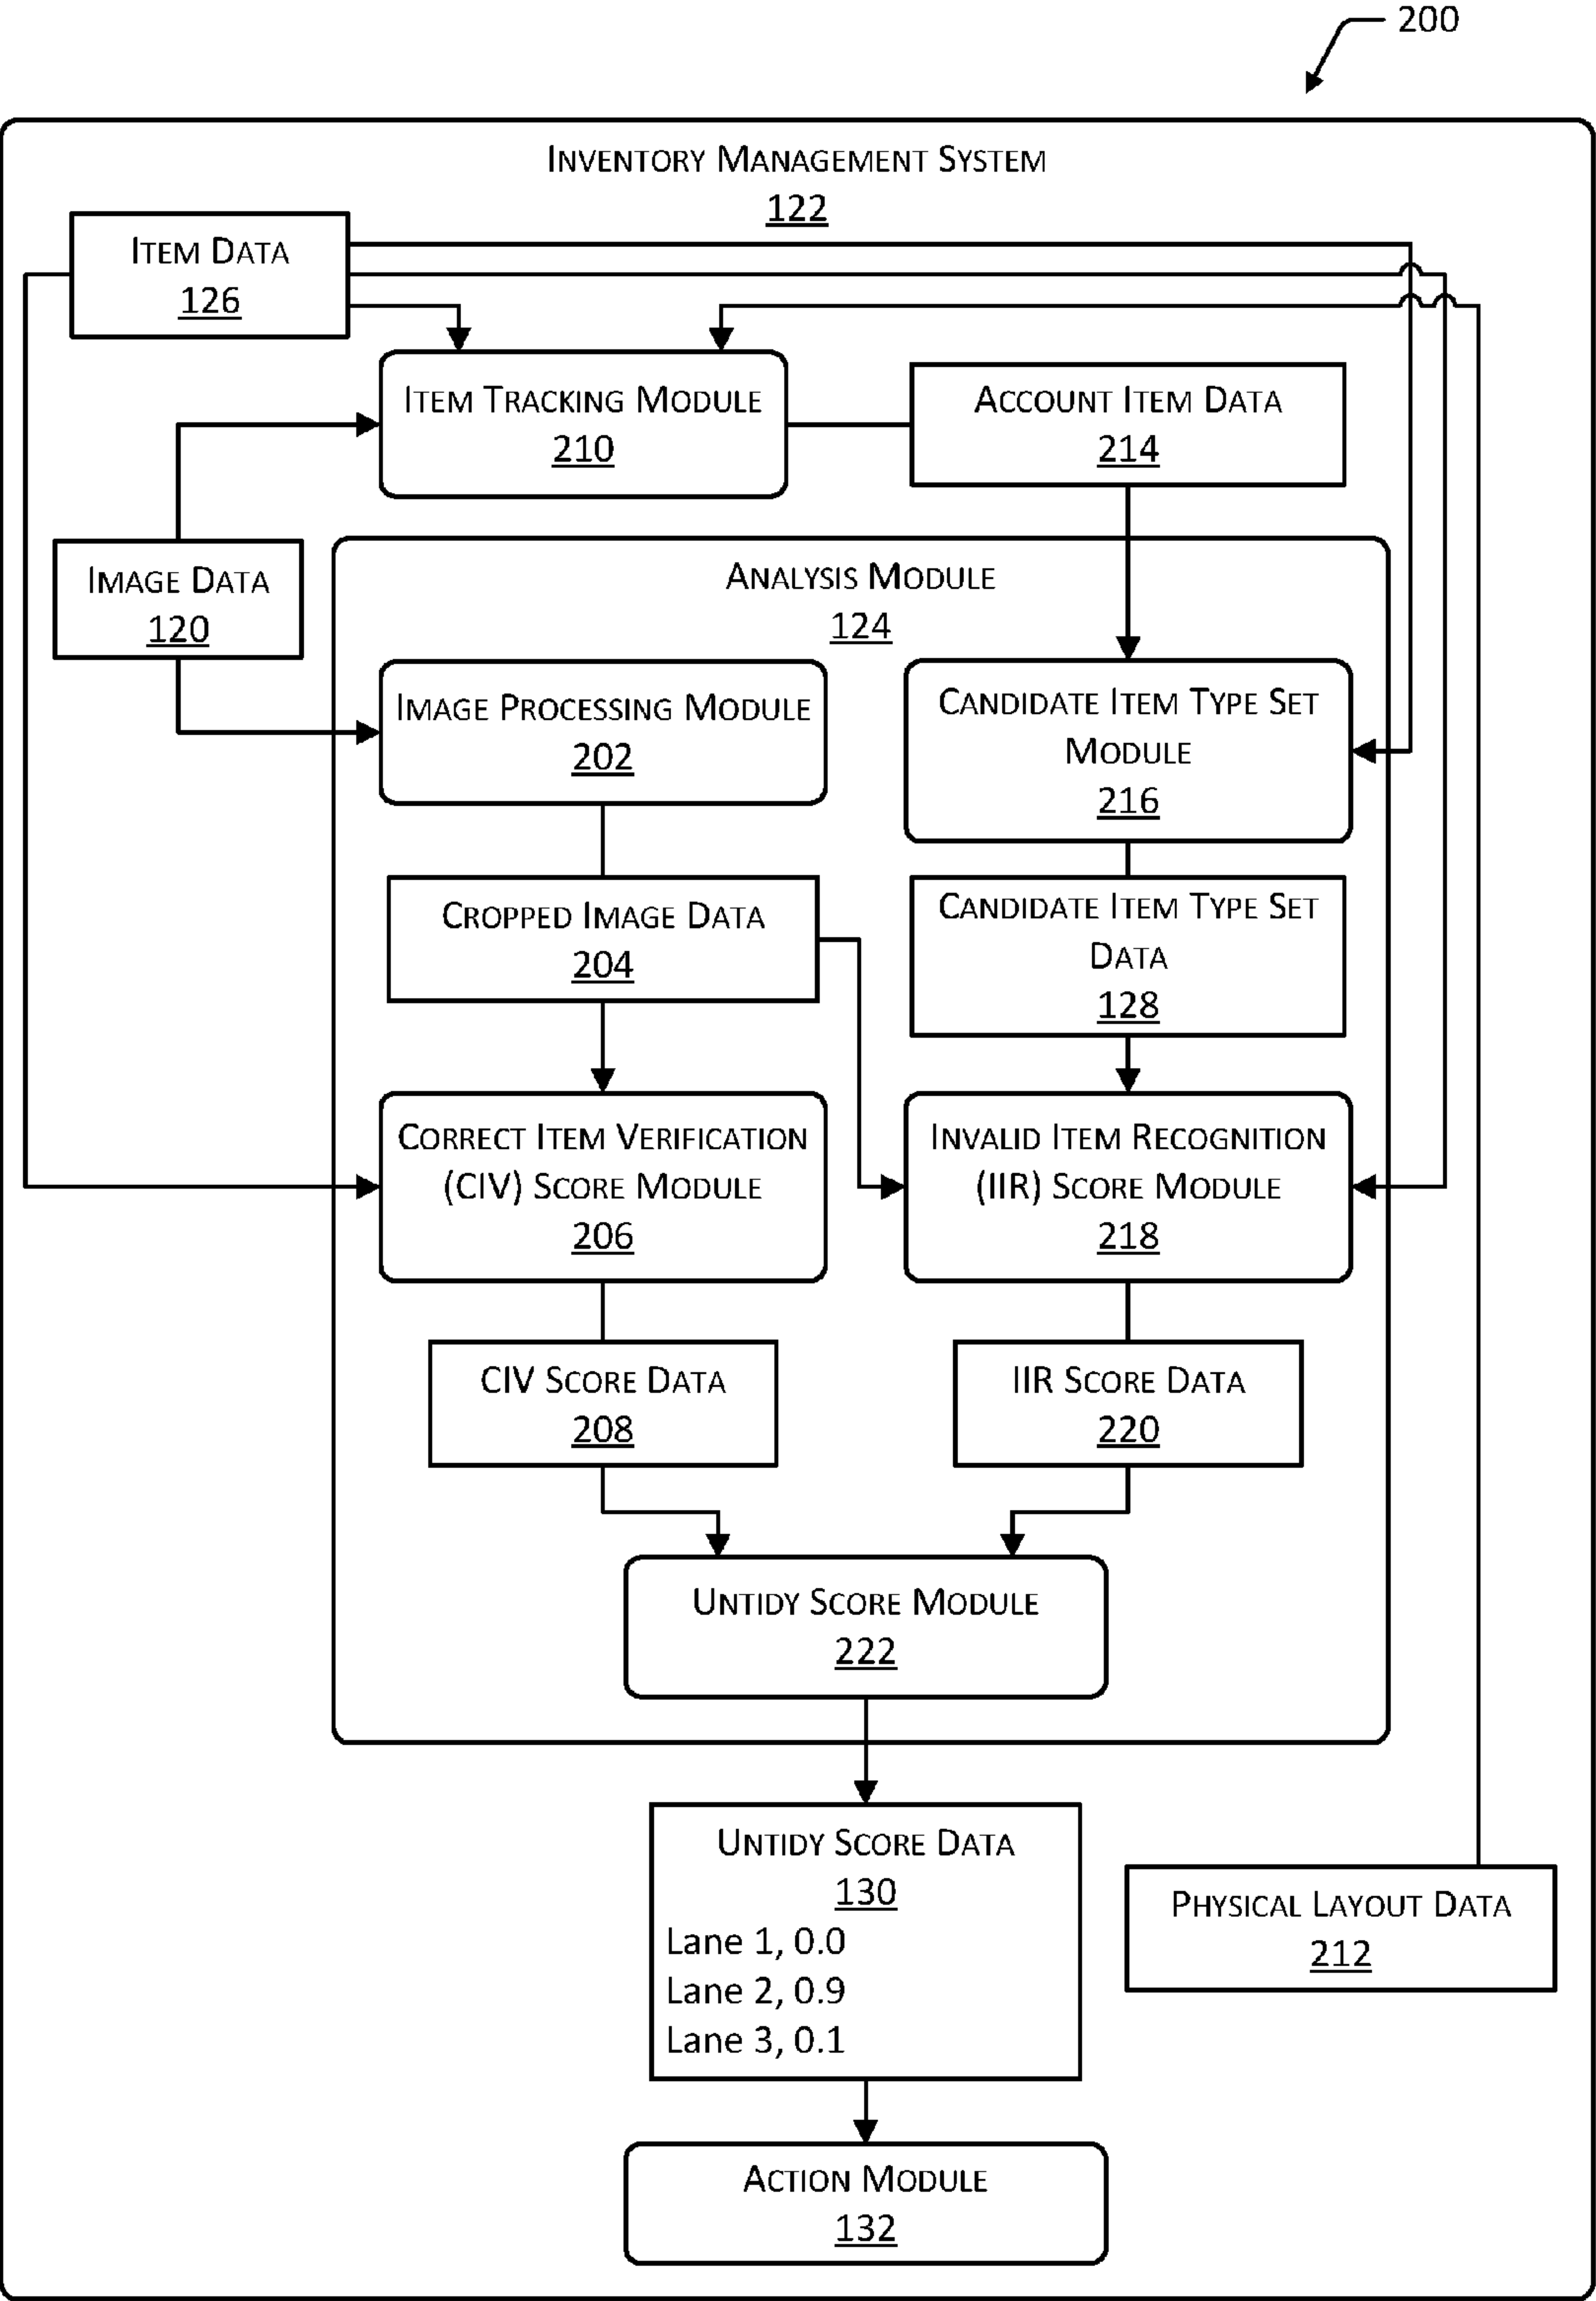 200
INVENTORY MANAGEMENT SYSTEM
122
ITEM DATA
126
ITEM TRACKING MODULE
210
ACCOUNT ITEM DATA
214
IMAGE DATA
120
ANALYSIS MODULE
124
IMAGE PROCESSING MODULE
202
CANDIDATE ITEM TYPE SET
MODULE
216
CROPPED IMAGE DATA
204
CANDIDATE ITEM TYPE SET
DATA
128
CORRECT ITEM VERIFICATION
(CIV) SCORE MODULE
206
INVALID ITEM RECOGNITION
(IIR) SCORE MODULE
218
CIV SCORE DATA
208
IIR SCORE DATA
220
UNTIDY SCORE MODULE
222
UNTIDY SCORE DATA
130
Lane 1, 0.0
Lane 2, 0.9
Lane 3, 0.1
PHYSICAL LAYOUT DATA
212
ACTION MODULE
132